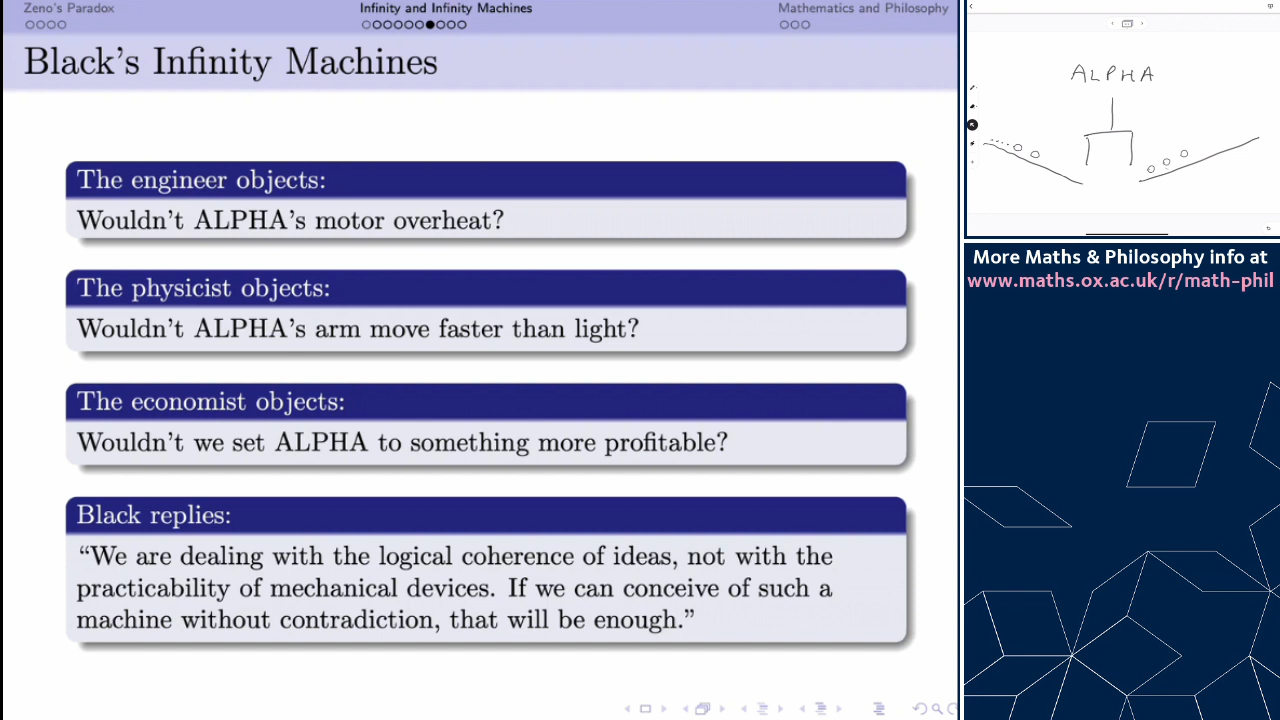 Zeno's Paradox
Infinity and Infinity Machines
Mathematics and Philosophy
Black's Infinity Machines
The engineer objects:
Wouldn't ALPHA's motor overheat?
The physicist objects:
Wouldn't ALPHA's arm move faster than light?
The economist objects:
Wouldn't we set ALPHA to something more profitable?
Black replies:
“We are dealing with the logical coherence of ideas, not with the
practicability of mechanical devices. If we can conceive of such a
machine without contradiction, that will be enough.”
ALPHA
More Maths & Philosophy info at
www.maths.ox.ac.uk/r/math-phil